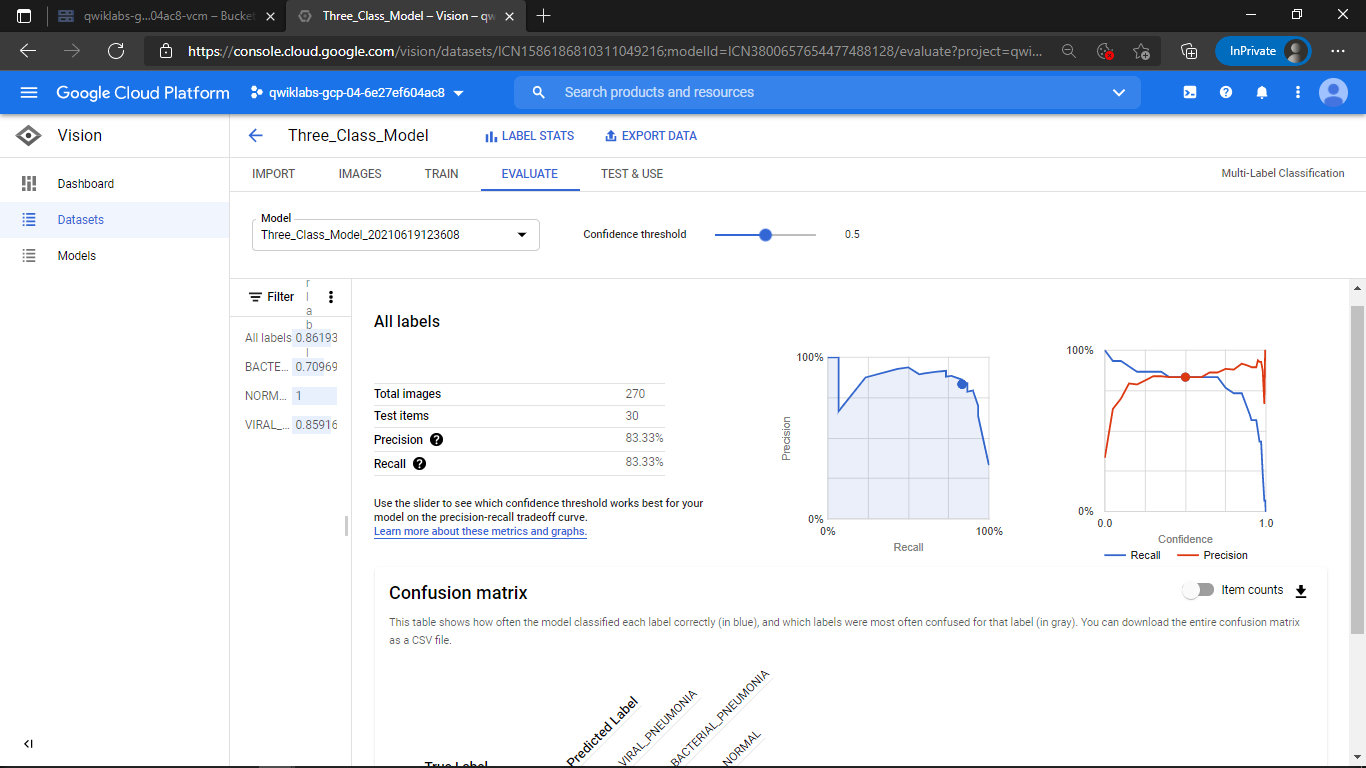 qwiklabs-g...04ac8-vcm – Bucket
Three_Class_Model – Vision – qw
https://console.cloud.google.com/vision/datasets/ICN1586186810311049216;modelId=ICN3800657654477488128/evaluate?project=qwi...
InPrivate
Google Cloud Platform
qwiklabs-gcp-04-6e27ef604ac8
Search products and resources
Vision
Three_Class_Model
LABEL STATS
EXPORT DATA
Dashboard
Datasets
Models
IMPORT
IMAGES
TRAIN
EVALUATE
TEST & USE
Multi-Label Classification
Model
Three_Class_Model_20210619123608
Confidence threshold
0.5
Filter
r
l
a
b
l
All labels 0.86193
BACTE... 0.70969
NORM... 1
VIRAL_... 0.85916
All labels
Total images 270
Test items 30
Precision ? 83.33%
Recall ? 83.33%
Use the slider to see which confidence threshold works best for your
model on the precision-recall tradeoff curve.
Learn more about these metrics and graphs.
100%
Precision
0%
0% 100%
Recall
100%
0%
0.0 1.0
Confidence
Recall Precision
Confusion matrix
Item counts
This table shows how often the model classified each label correctly (in blue), and which labels were most often confused for that label (in gray). You can download the entire confusion matrix
as a CSV file.
Predicted Label
VIRAL_PNEUMONIA
BACTERIAL_PNEUMONIA
NORMAL
True Label